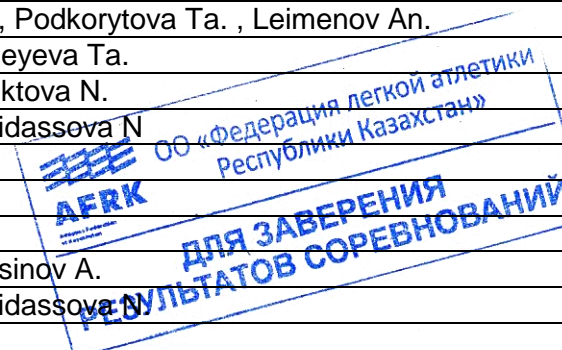 , Podkorytova Ta. , Leimenov An.
eyeva Ta.
ktova N.
idassova N
ОО «Федерация легкой атлетики
Республики Казахстан»
AFRK
ДЛЯ ЗАВЕРЕНИЯ
РЕЗУЛЬТАТОВ СОРЕВНОВАНИЙ
sinov A.
idassova N.